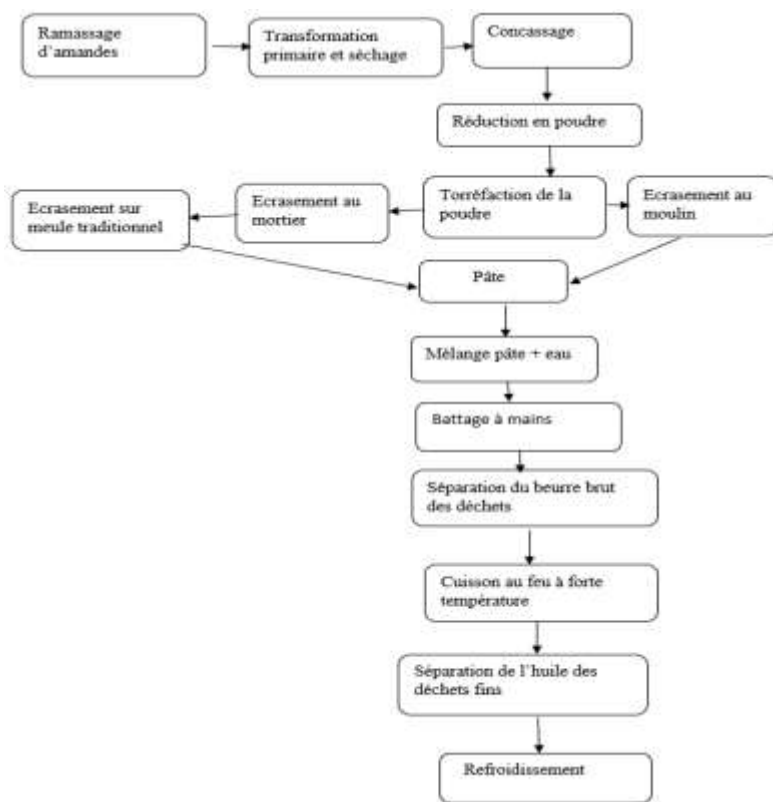 Ramassage
d'amandes
Transformation
primaire et séchage
Concassage
Réduction en poudre
Ecrasement sur
meule traditionnel
Ecrasement au
mortier
Torréfaction de la
poudre
Ecrasement au
moulin
Pâte
Mélange pâte + eau
Battage à mains
Séparation du beurre brut
des déchets
Cuisson au feu à forte
température
Séparation de l'huile des
déchets fins
Refroidissement